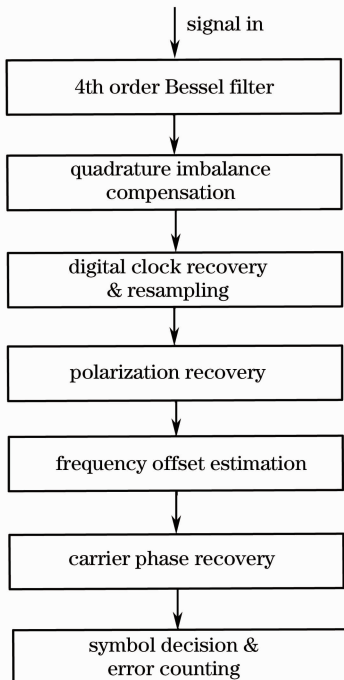 signal in
4th order Bessel filter
quadrature imbalance
compensation
digital clock recovery
& resampling
polarization recovery
frequency offset estimation
carrier phase recovery
symbol decision &
error counting